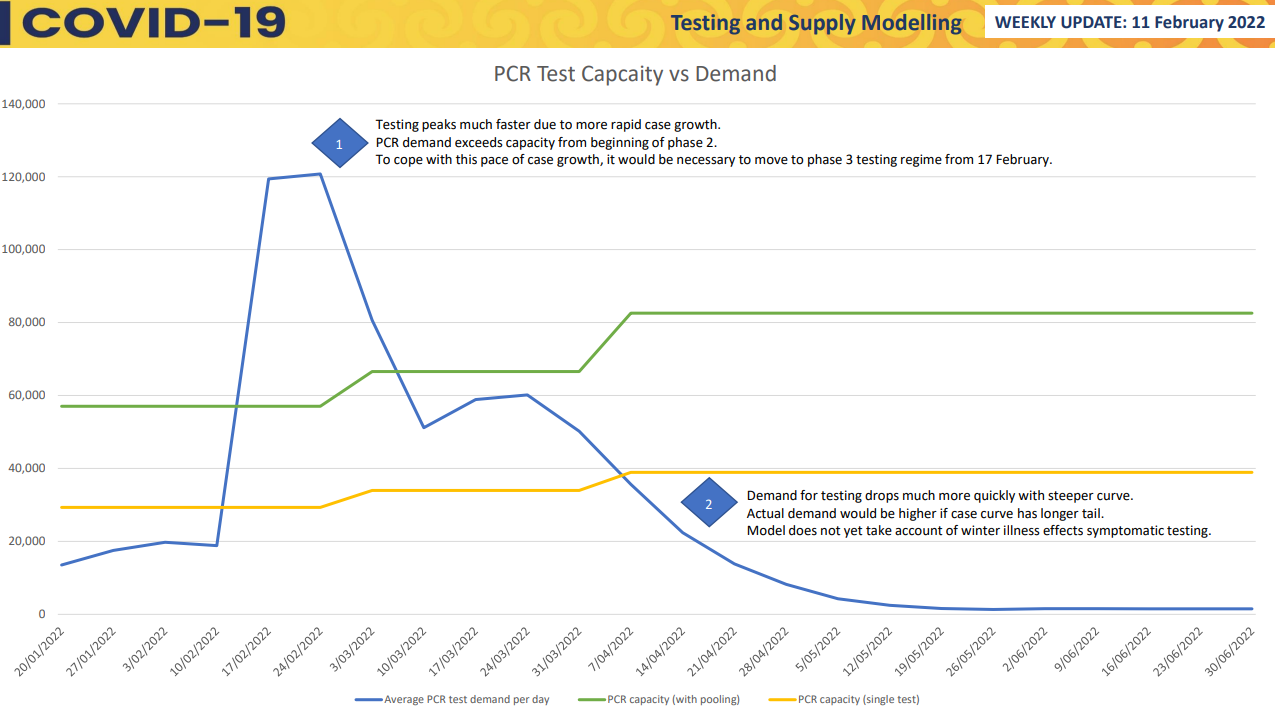 COVID-19
Testing and Supply Modelling
WEEKLY UPDATE: 11 February 2022
PCR Test Capcaity vs Demand
140,000
120,000
100,000
80,000
60,000
40,000
20,000
0
1
Testing peaks much faster due to more rapid case growth.
PCR demand exceeds capacity from beginning of phase 2.
To cope with this pace of case growth, it would be necessary to move to phase 3 testing regime from 17 February.
2
Demand for testing drops much more quickly with steeper curve.
Actual demand would be higher if case curve has longer tail.
Model does not yet take account of winter illness effects symptomatic testing.
20/01/2022
27/01/2022
3/02/2022
10/02/2022
17/02/2022
24/02/2022
3/03/2022
10/03/2022
17/03/2022
24/03/2022
31/03/2022
7/04/2022
14/04/2022
21/04/2022
28/04/2022
5/05/2022
12/05/2022
19/05/2022
26/05/2022
2/06/2022
9/06/2022
16/06/2022
23/06/2022
30/06/2022
Average PCR test demand per day
PCR capacity (with pooling)
PCR capacity (single test)